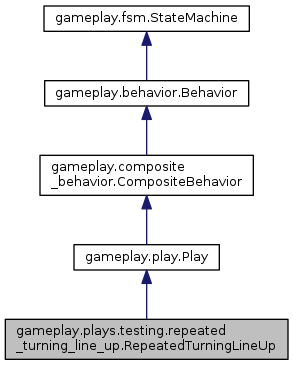 gameplay.fsm.StateMachine
gameplay.behavior.Behavior
gameplay.composite
_behavior.CompositeBehavior
gameplay.play.Play
gameplay.plays.testing.repeated
_turning_line_up.RepeatedTurningLineUp